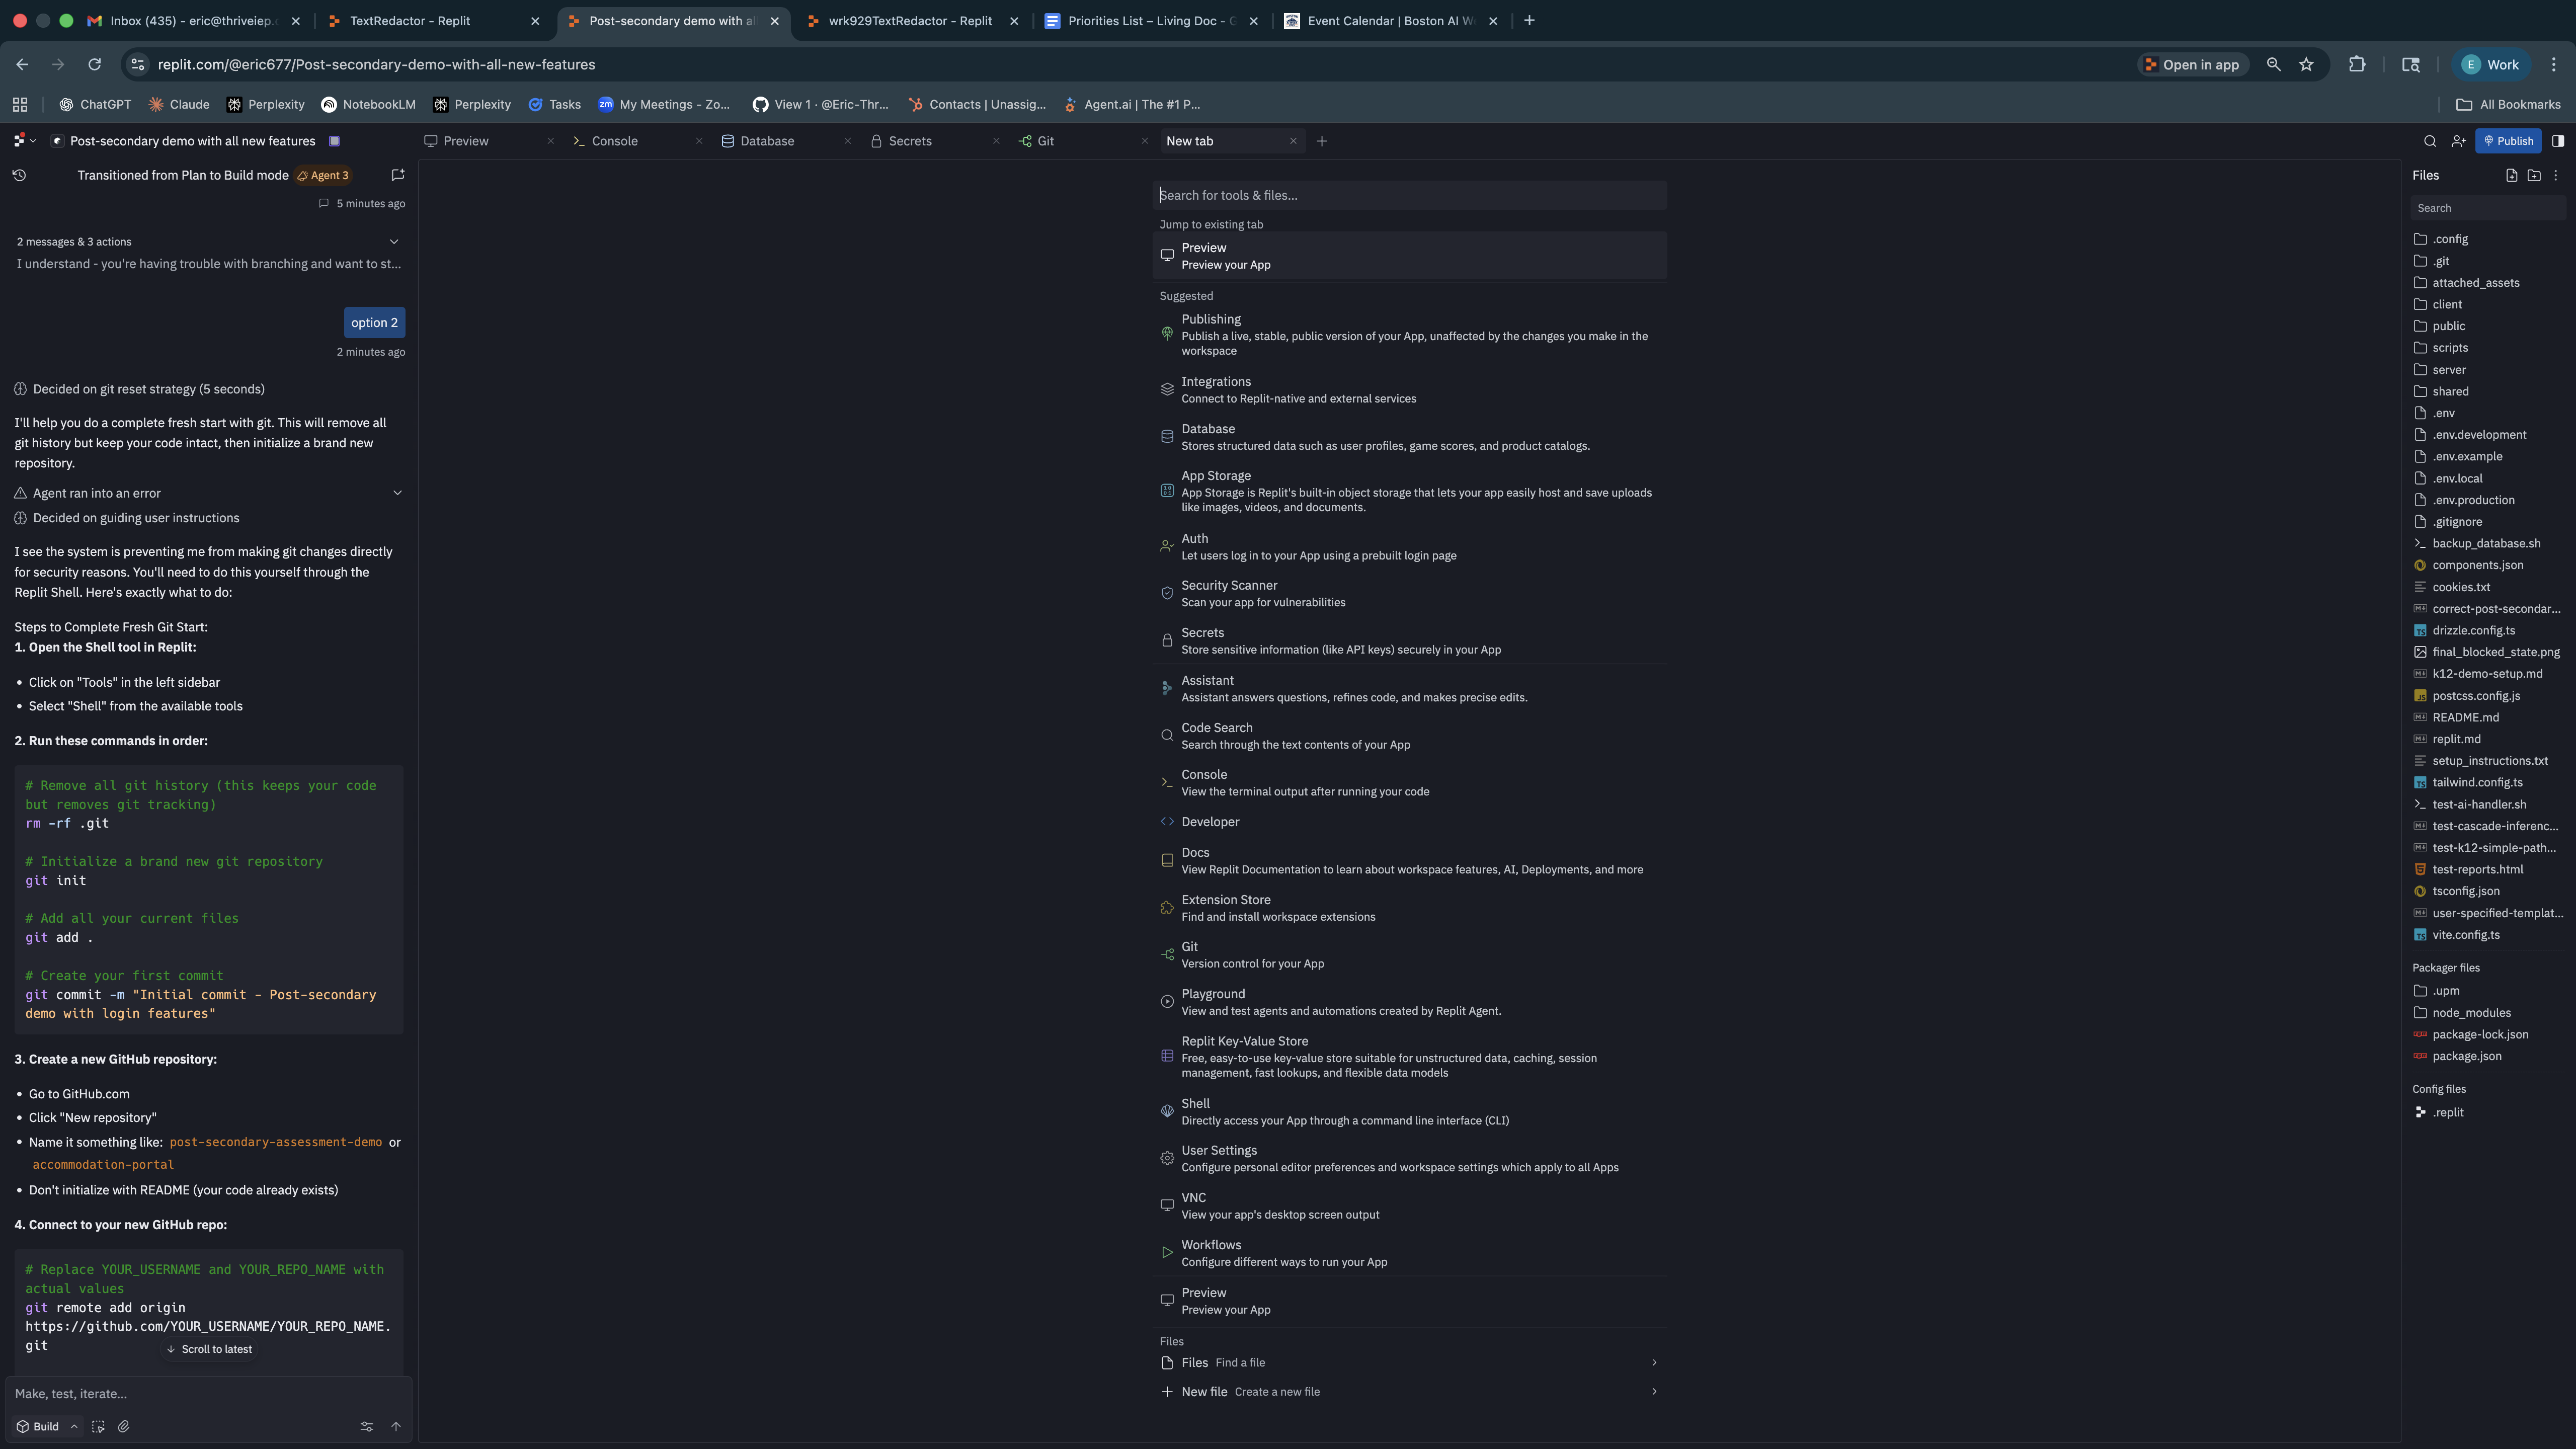 Inbox (435) - eric@thriveiep.c
TextRedactor - Replit
Post-secondary demo with al
wrk929TextRedactor - Replit
Priorities List – Living Doc - G
Event Calendar | Boston AI W
replit.com/@eric677/Post-secondary-demo-with-all-new-features
Open in app
E Work
ChatGPT
Claude
Perplexity
NotebookLM
Perplexity
Tasks
zm My Meetings - Zo...
View 1 · @Eric-Thr...
Contacts | Unassig...
Agent.ai | The #1 P...
All Bookmarks
Post-secondary demo with all new features
Preview
Console
Database
Secrets
Git
New tab
Publish
Transitioned from Plan to Build mode Agent 3
5 minutes ago
2 messages & 3 actions
I understand - you're having trouble with branching and want to st...
option 2
2 minutes ago
Decided on git reset strategy (5 seconds)
I'll help you do a complete fresh start with git. This will remove all
git history but keep your code intact, then initialize a brand new
repository.
Agent ran into an error
Decided on guiding user instructions
I see the system is preventing me from making git changes directly
for security reasons. You'll need to do this yourself through the
Replit Shell. Here's exactly what to do:
Steps to Complete Fresh Git Start:
1. Open the Shell tool in Replit:
• Click on "Tools" in the left sidebar
• Select "Shell" from the available tools
2. Run these commands in order:
# Remove all git history (this keeps your code
but removes git tracking)
rm -rf .git
# Initialize a brand new git repository
git init
# Add all your current files
git add .
# Create your first commit
git commit -m "Initial commit - Post-secondary
demo with login features"
3. Create a new GitHub repository:
• Go to GitHub.com
• Click "New repository"
• Name it something like: post-secondary-assessment-demo or
accommodation-portal
• Don't initialize with README (your code already exists)
4. Connect to your new GitHub repo:
# Replace YOUR_USERNAME and YOUR_REPO_NAME with
actual values
git remote add origin
https://github.com/YOUR_USERNAME/YOUR_REPO_NAME.
git
Scroll to latest
Make, test, iterate...
Build
Search for tools & files...
Jump to existing tab
Preview
Preview your App
Suggested
Publishing
Publish a live, stable, public version of your App, unaffected by the changes you make in the
workspace
Integrations
Connect to Replit-native and external services
Database
Stores structured data such as user profiles, game scores, and product catalogs.
App Storage
App Storage is Replit's built-in object storage that lets your app easily host and save uploads
like images, videos, and documents.
Auth
Let users log in to your App using a prebuilt login page
Security Scanner
Scan your app for vulnerabilities
Secrets
Store sensitive information (like API keys) securely in your App
Assistant
Assistant answers questions, refines code, and makes precise edits.
Code Search
Search through the text contents of your App
Console
View the terminal output after running your code
Developer
Docs
View Replit Documentation to learn about workspace features, AI, Deployments, and more
Extension Store
Find and install workspace extensions
Git
Version control for your App
Playground
View and test agents and automations created by Replit Agent.
Replit Key-Value Store
Free, easy-to-use key-value store suitable for unstructured data, caching, session
management, fast lookups, and flexible data models
Shell
Directly access your App through a command line interface (CLI)
User Settings
Configure personal editor preferences and workspace settings which apply to all Apps
VNC
View your app's desktop screen output
Workflows
Configure different ways to run your App
Preview
Preview your App
Files
Files Find a file
New file Create a new file
Files
Search
.config
.git
attached_assets
client
public
scripts
server
shared
.env
.env.development
.env.example
.env.local
.env.production
.gitignore
backup_database.sh
components.json
cookies.txt
correct-post-secondar...
drizzle.config.ts
final_blocked_state.png
k12-demo-setup.md
postcss.config.js
README.md
replit.md
setup_instructions.txt
tailwind.config.ts
test-ai-handler.sh
test-cascade-inferenc...
test-k12-simple-path...
test-reports.html
tsconfig.json
user-specified-templat...
vite.config.ts
Packager files
.upm
node_modules
package-lock.json
package.json
Config files
.replit